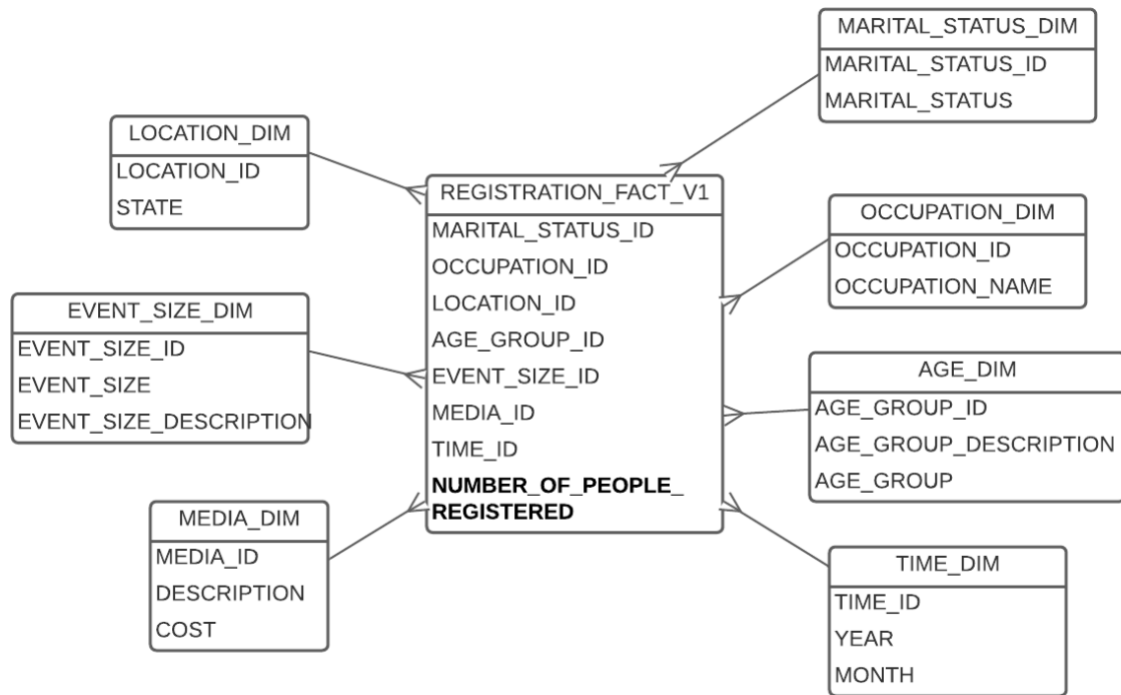 MARITAL_STATUS_DIM
MARITAL_STATUS_ID
MARITAL_STATUS
LOCATION_DIM
LOCATION_ID
STATE
REGISTRATION_FACT_V1
MARITAL_STATUS_ID
OCCUPATION_ID
LOCATION_ID
AGE_GROUP_ID
EVENT_SIZE_ID
MEDIA_ID
TIME_ID
NUMBER_OF_PEOPLE_
REGISTERED
OCCUPATION_DIM
OCCUPATION_ID
OCCUPATION_NAME
EVENT_SIZE_DIM
EVENT_SIZE_ID
EVENT_SIZE
EVENT_SIZE_DESCRIPTION
AGE_DIM
AGE_GROUP_ID
AGE_GROUP_DESCRIPTION
AGE_GROUP
MEDIA_DIM
MEDIA_ID
DESCRIPTION
COST
TIME_DIM
TIME_ID
YEAR
MONTH